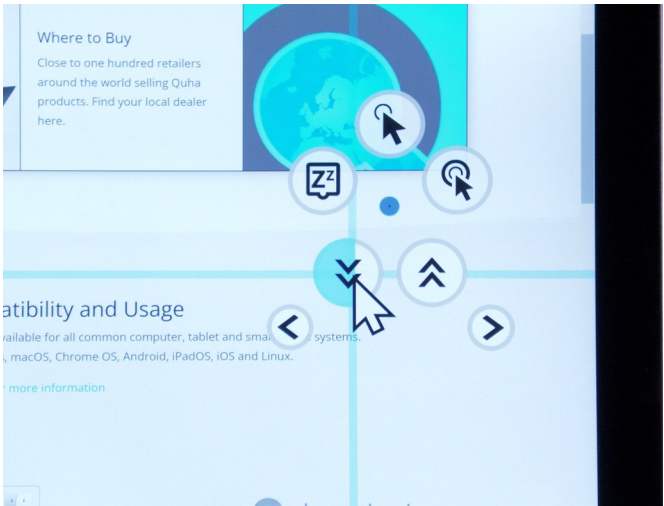 Where to Buy
Close to one hundred retailers
around the world selling Quha
products. Find your local dealer
here.
Zz
atibility and Usage
vailable for all common computer, tablet and sma systems.
, macOS, Chrome OS, Android, iPadOS, iOS and Linux.
more information